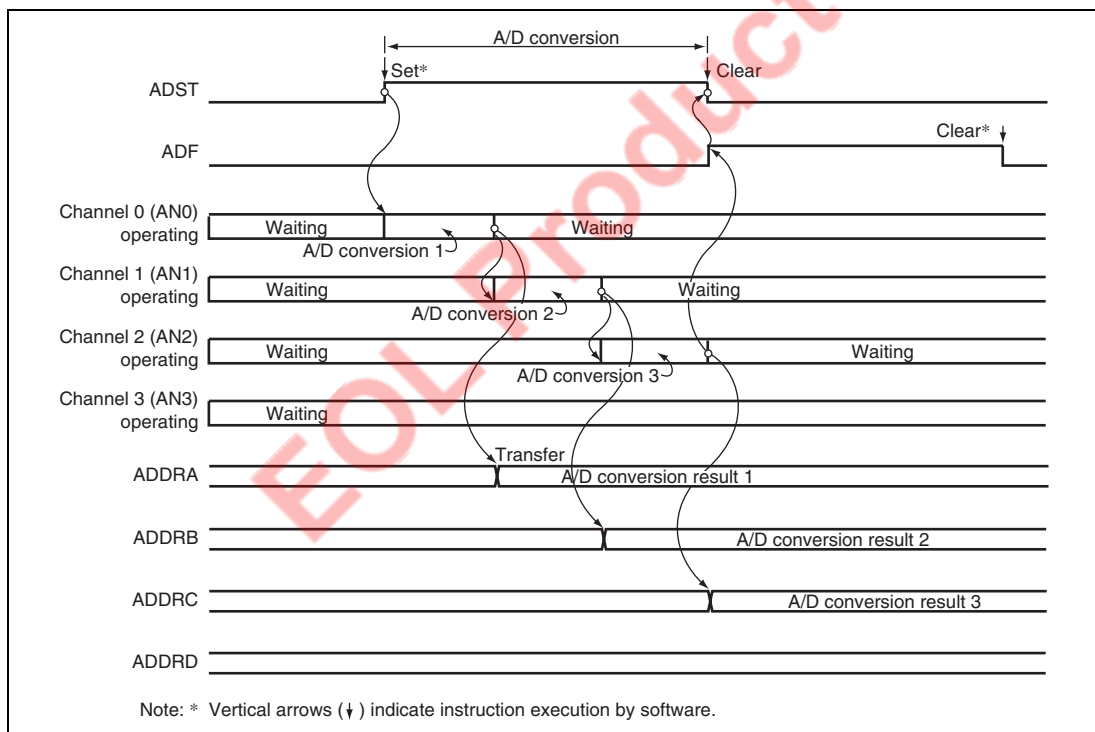 A/D conversion
Set*
Clear
ADST
Clear*
ADF
Channel 0 (AN0)
operating
Waiting
Waiting
A/D conversion 1
Channel 1 (AN1)
operating
Waiting
Waiting
A/D conversion 2
Channel 2 (AN2)
operating
Waiting
Waiting
A/D conversion 3
Channel 3 (AN3)
operating
Waiting
Transfer
ADDRA
A/D conversion result 1
ADDRB
A/D conversion result 2
ADDRC
A/D conversion result 3
ADDRD
Note: * Vertical arrows (↓) indicate instruction execution by software.
EOL Product